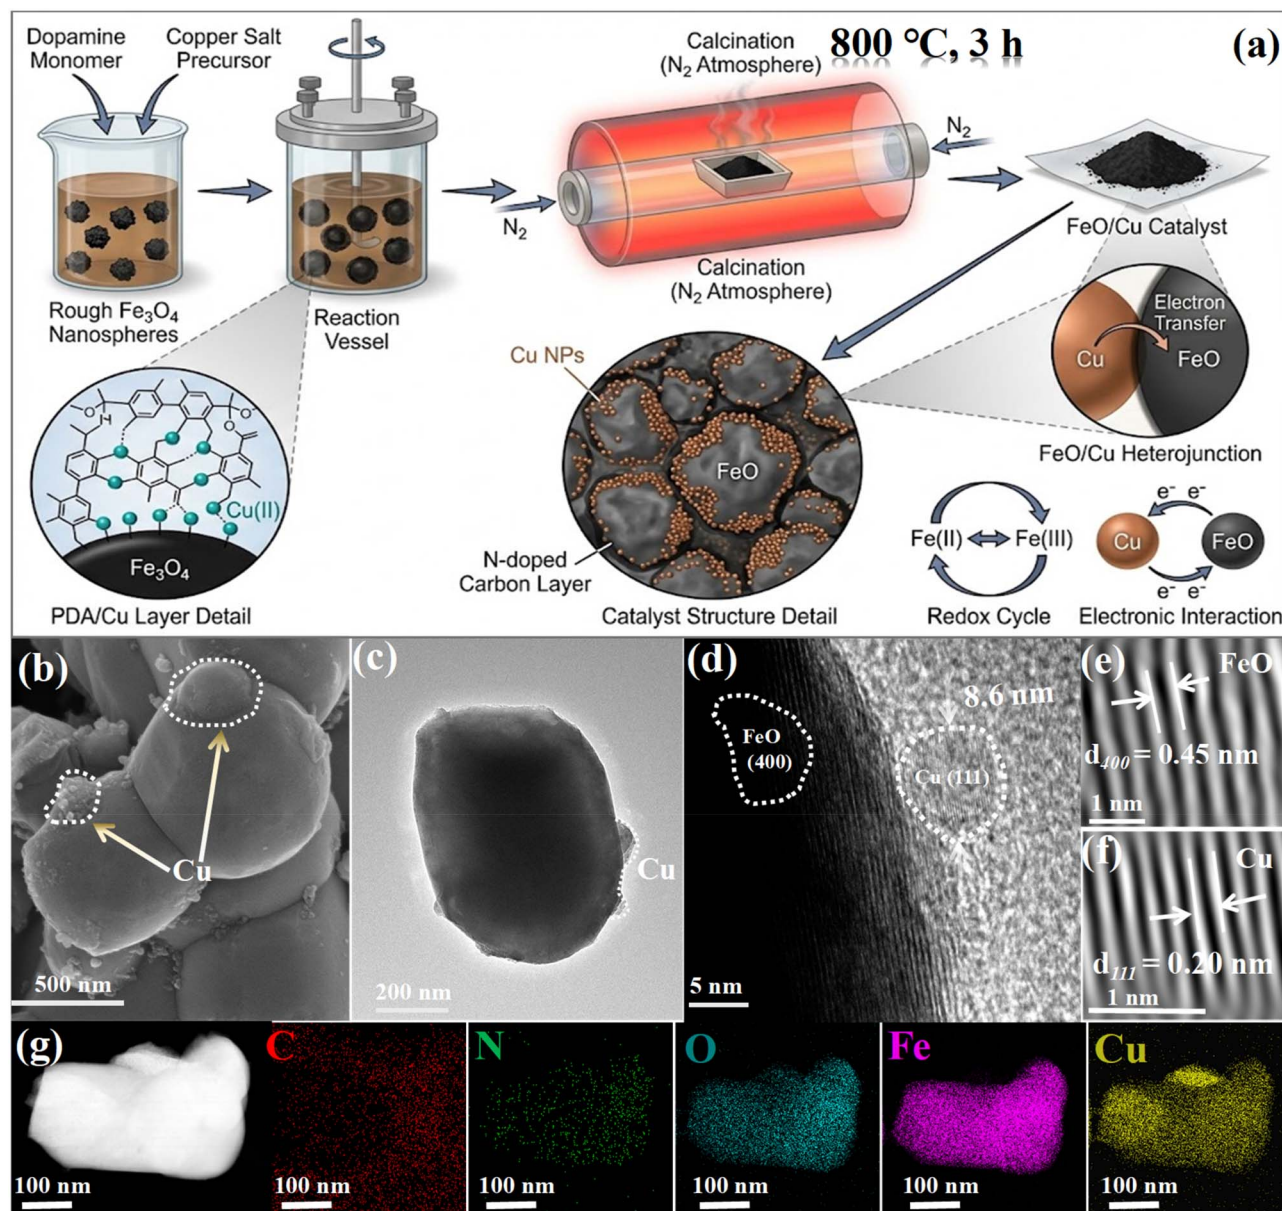 Dopamine
Monomer
Copper Salt
Precursor
Calcination
(N₂ Atmosphere)
800 °C, 3 h
(a)
N₂
N₂
Rough Fe₃O₄
Nanospheres
Reaction
Vessel
Calcination
(N₂ Atmosphere)
FeO/Cu Catalyst
Electron
Transfer
Cu
FeO
FeO/Cu Heterojunction
Cu NPs
FeO
N-doped
Carbon Layer
Catalyst Structure Detail
O
H
O
O
Cu(II)
Fe₃O₄
PDA/Cu Layer Detail
Fe(II)
Fe(III)
Redox Cycle
e⁻ e⁻
Cu
FeO
e⁻ e⁻
Electronic Interaction
(b)
Cu
500 nm
(c)
Cu
200 nm
(d)
8.6 nm
FeO
(400)
Cu (111)
5 nm
(e)
FeO
d₄₀₀ = 0.45 nm
1 nm
(f)
Cu
d₁₁₁ = 0.20 nm
1 nm
(g)
100 nm
C
100 nm
N
100 nm
O
100 nm
Fe
100 nm
Cu
100 nm